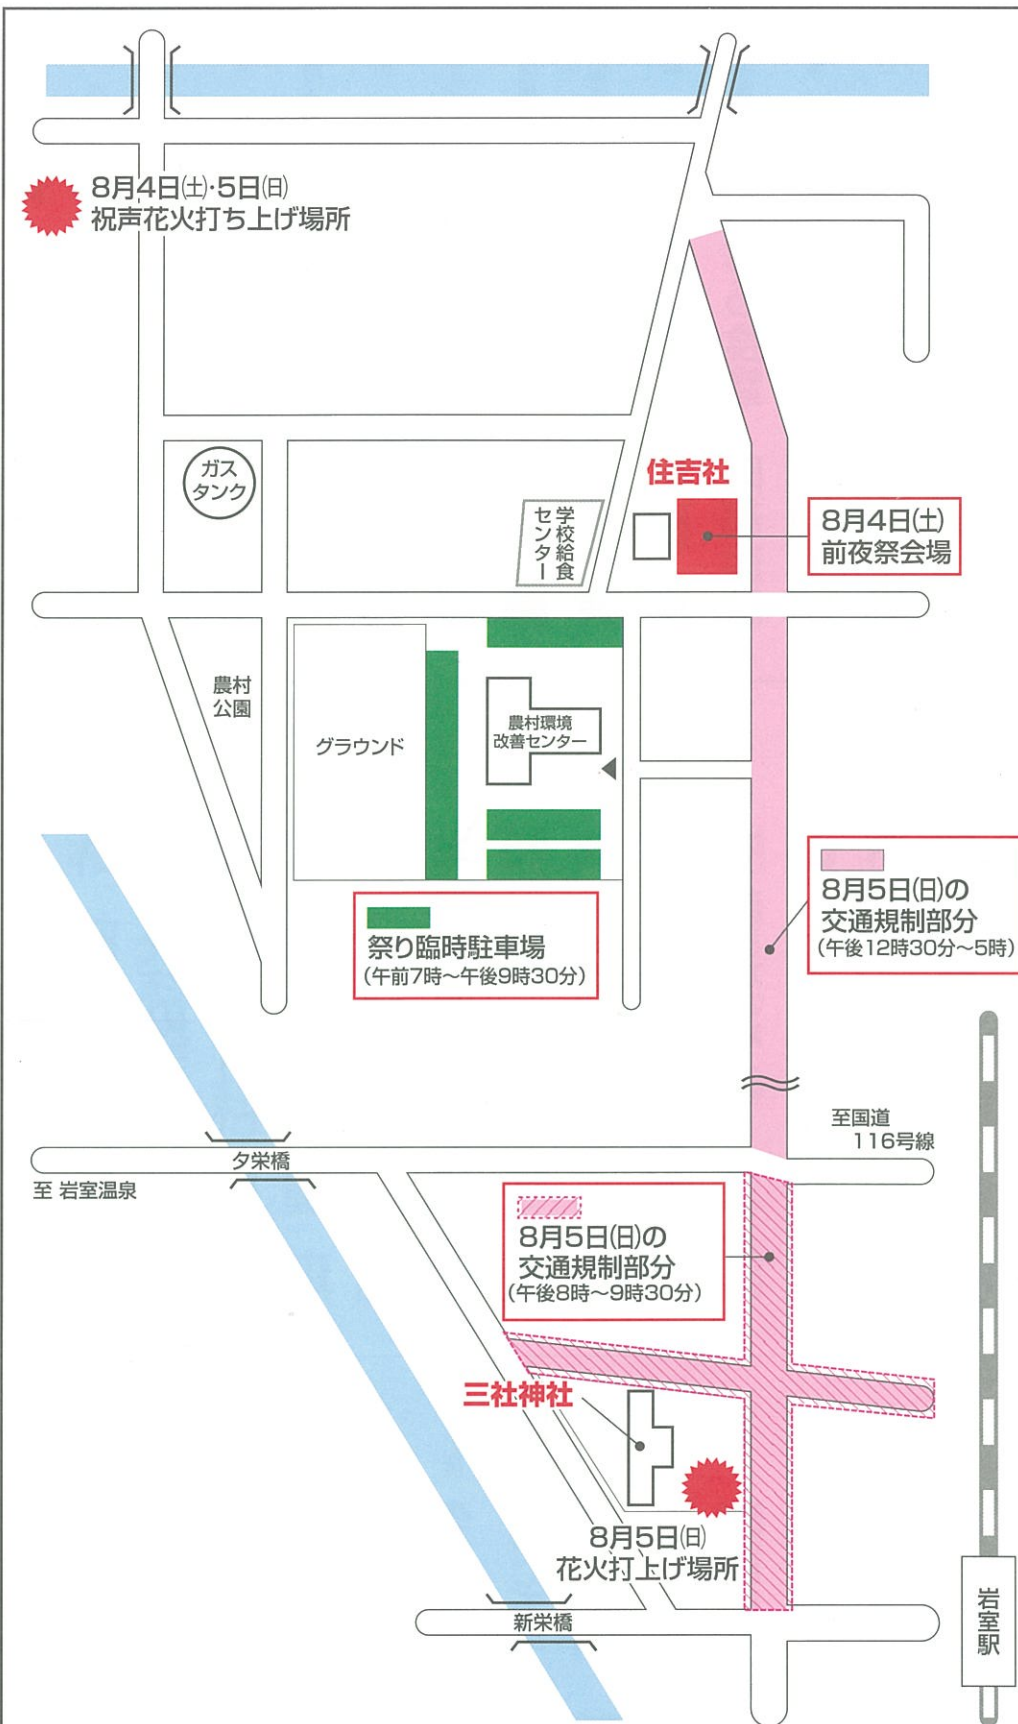 8月4日(土)・5日(日)
祝声花火打ち上げ場所
ガス
タンク
学校給食
センター
住吉社
8月4日(土)
前夜祭会場
農村
公園
グラウンド
農村環境
改善センター
8月5日(日)の
交通規制部分
(午後12時30分～5時)
祭り臨時駐車場
(午前7時～午後9時30分)
至国道
116号線
夕栄橋
至 岩室温泉
8月5日(日)の
交通規制部分
(午後8時～9時30分)
三社神社
8月5日(日)
花火打上げ場所
新栄橋
岩室駅